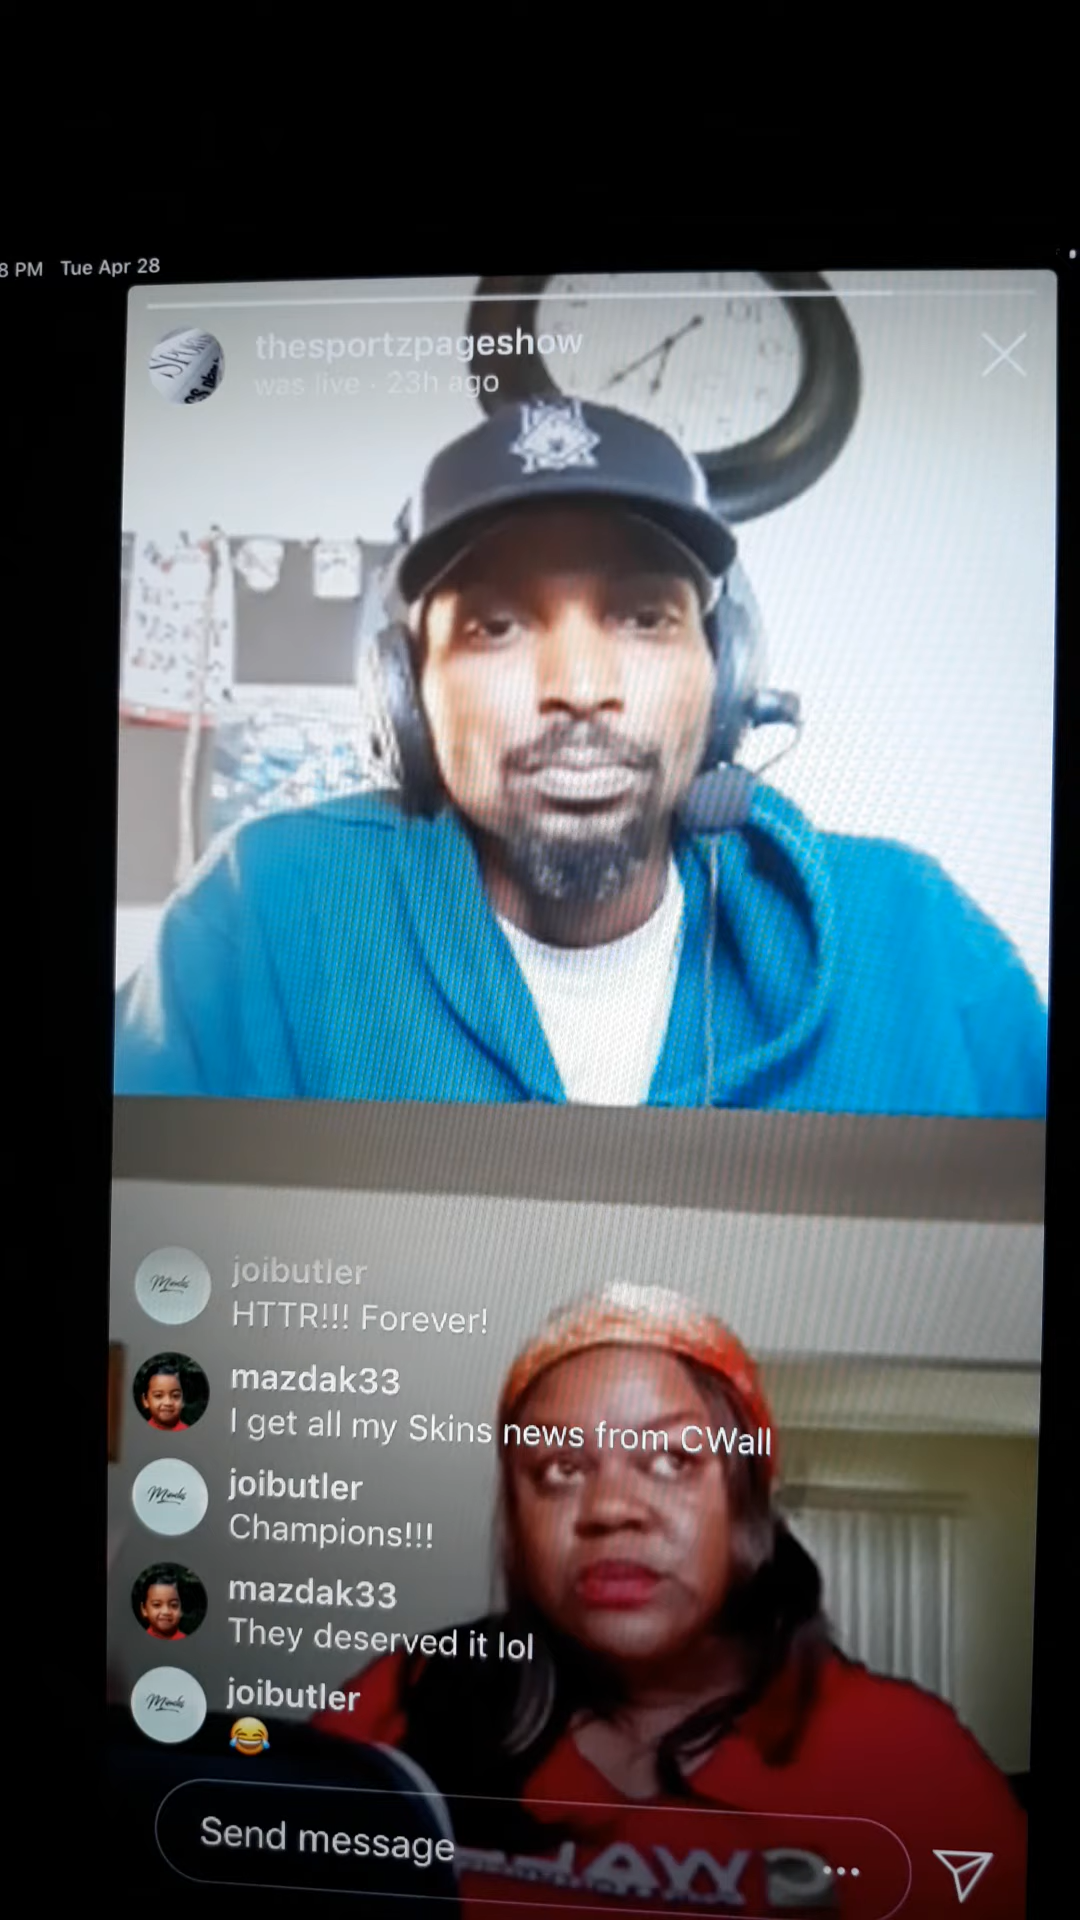 8 PM Tue Apr 28
thesportzpageshow
was live · 23h ago
joibutler
HTTR!!! Forever!
mazdak33
I get all my Skins news from CWall
joibutler
Champions!!!
mazdak33
They deserved it lol
joibutler
😂
Send message